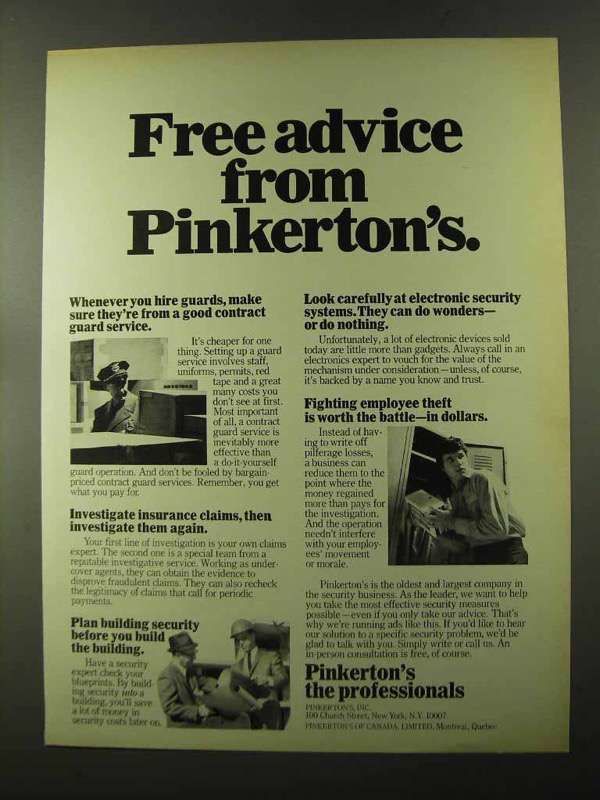 Free advice
from
Pinkerton's.
Whenever you hire guards, make
sure they're from a good contract
guard service.
It's cheaper for one
thing. Setting up a guard
service involves staff,
uniforms, permits, red
tape and a great
many costs you
don't see at first.
Most important
of all, a contract
guard service is
inevitably more
effective than
a do-it-yourself
guard operation. And don't be fooled by bargain-
priced contract guard services. Remember, you get
what you pay for.
Investigate insurance claims, then
investigate them again.
Your first line of investigation is your own claims
expert. The second one is a special team from a
reputable investigative service. Working as under-
cover agents, they can obtain the evidence to
disprove fraudulent claims. They can also recheck
the legitimacy of claims that call for periodic
payments.
Plan building security
before you build
the building.
Have a security
expert check your
blueprints. By build-
ing security into a
building, you'll save
a lot of money in
security costs later on.
Look carefully at electronic security
systems. They can do wonders—
or do nothing.
Unfortunately, a lot of electronic devices sold
today are little more than gadgets. Always call in an
electronics expert to vouch for the value of the
mechanism under consideration—unless, of course,
it's backed by a name you know and trust.
Fighting employee theft
is worth the battle—in dollars.
Instead of hav-
ing to write off
pilferage losses,
a business can
reduce them to the
point where the
money regained
more than pays for
the investigation.
And the operation
needn't interfere
with your employ-
ees' movement
or morale.
Pinkerton's is the oldest and largest company in
the security business. As the leader, we want to help
you take the most effective security measures
possible—even if you only take our advice. That's
why we're running ads like this. If you'd like to hear
our solution to a specific security problem, we'd be
glad to talk with you. Simply write or call us. An
in-person consultation is free, of course.
Pinkerton's
the professionals
PINKERTON'S, INC.
100 Church Street, New York, N.Y. 10007
PINKERTON'S OF CANADA, LIMITED, Montreal, Quebec